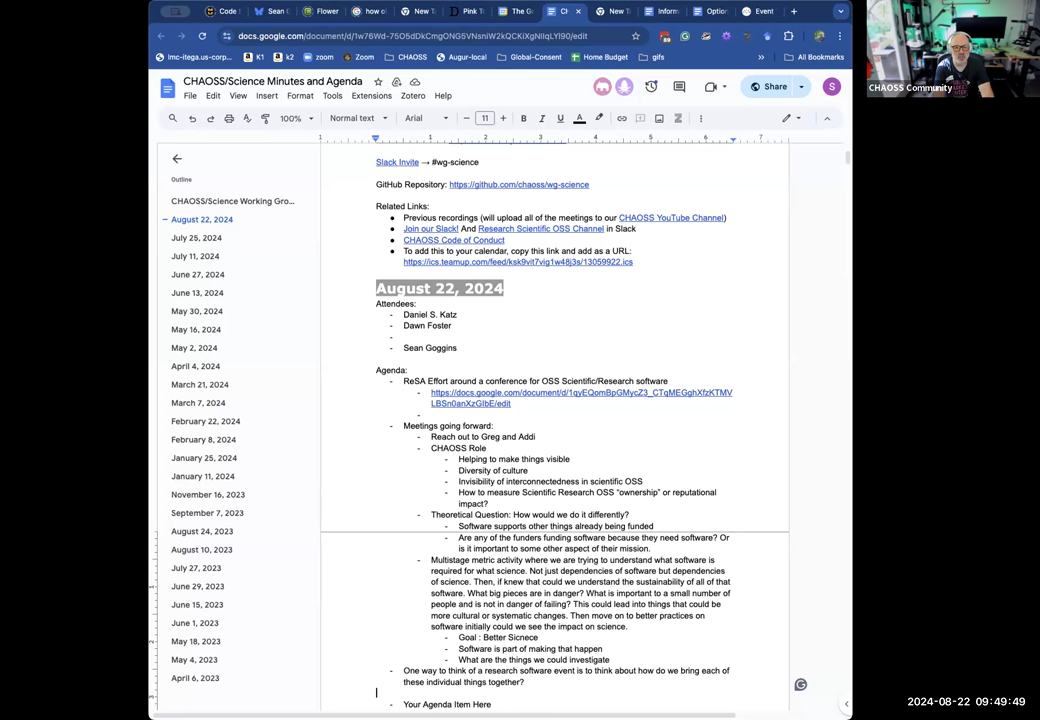 Code
Sean G
Flower
how o
New T
Pink T
The G
Cl
New T
Inform
Option
Event
docs.google.com/document/d/1w76Wd-75O5dDkCmgONG5VNsniW2kQCKiXgNlIqLYl90/edit
lmc-itega.us-corp...
K1
k2
zoom
Zoom
CHAOSS
Augur-local
Global-Consent
Home Budget
gifs
All Bookmarks
CHAOSS/Science Minutes and Agenda
File Edit View Insert Format Tools Extensions Zotero Help
Share
S
100%
Normal text
Arial
11
B I U A
1 1 2 3 4 5 6 7
Outline
CHAOSS/Science Working Gro...
August 22, 2024
July 25, 2024
July 11, 2024
June 27, 2024
June 13, 2024
May 30, 2024
May 16, 2024
May 2, 2024
April 4, 2024
March 21, 2024
March 7, 2024
February 22, 2024
February 8, 2024
January 25, 2024
January 11, 2024
November 16, 2023
September 7, 2023
August 24, 2023
August 10, 2023
July 27, 2023
June 29, 2023
June 15, 2023
June 1, 2023
May 18, 2023
May 4, 2023
April 6, 2023
Slack Invite → #wg-science
GitHub Repository: https://github.com/chaoss/wg-science
Related Links:
● Previous recordings (will upload all of the meetings to our CHAOSS YouTube Channel)
● Join our Slack! And Research Scientific OSS Channel in Slack
● CHAOSS Code of Conduct
● To add this to your calendar, copy this link and add as a URL:
https://ics.teamup.com/feed/ksk9vit7vig1w48j3s/13059922.ics
August 22, 2024
Attendees:
- Daniel S. Katz
- Dawn Foster
-
- Sean Goggins
Agenda:
- ReSA Effort around a conference for OSS Scientific/Research software
- https://docs.google.com/document/d/1qyEQomBpGMycZ3_CTqMEGghXfzKTMV
LBSn0anXzGIbE/edit
-
- Meetings going forward:
- Reach out to Greg and Addi
- CHAOSS Role
- Helping to make things visible
- Diversity of culture
- Invisibility of interconnectedness in scientific OSS
- How to measure Scientific Research OSS "ownership" or reputational
impact?
- Theoretical Question: How would we do it differently?
- Software supports other things already being funded
- Are any of the funders funding software because they need software? Or
is it important to some other aspect of their mission.
- Multistage metric activity where we are trying to understand what software is
required for what science. Not just dependencies of software but dependencies
of science. Then, if knew that could we understand the sustainability of all of that
software. What big pieces are in danger? What is important to a small number of
people and is not in danger of failing? This could lead into things that could be
more cultural or systematic changes. Then move on to better practices on
software initially could we see the impact on science.
- Goal : Better Sicnece
- Software is part of making that happen
- What are the things we could investigate
- One way to think of a research software event is to think about how do we bring each of
these individual things together?
- Your Agenda Item Here
CHAOSS Community
2024-08-22 09:49:49